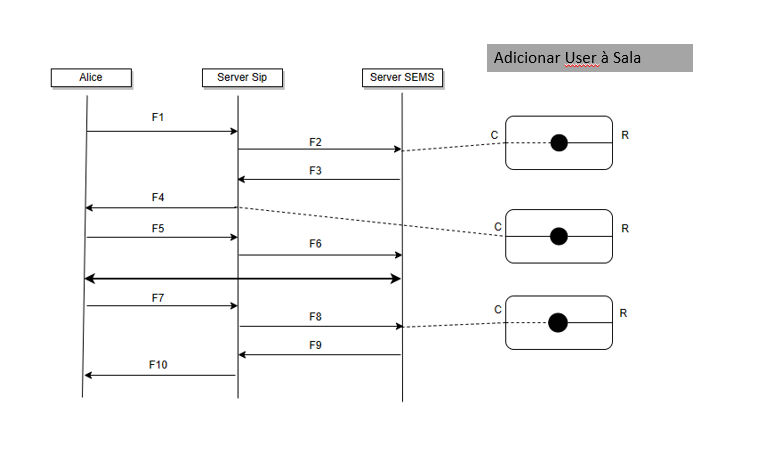 Adicionar User à Sala
Alice
Server Sip
Server SEMS
F1
F2
C
R
F3
F4
C
R
F5
F6
F7
C
R
F8
F9
F10